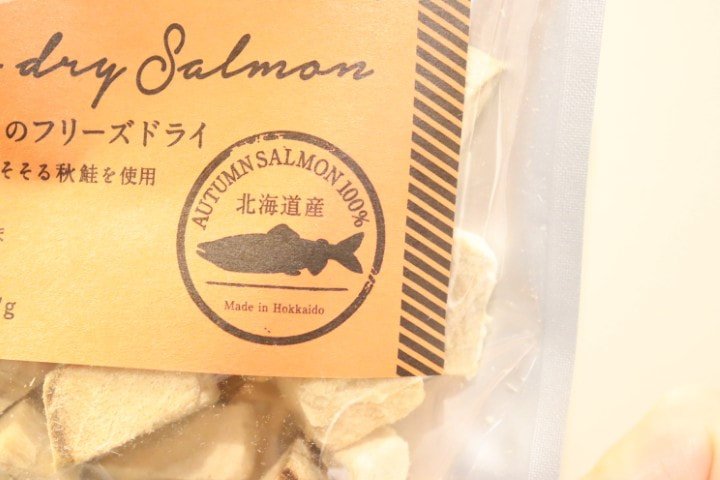 dry Salmon
のフリーズドライ
そそる秋鮭を使用
AUTUMN SALMON 100%
北海道産
Made in Hokkaido
g